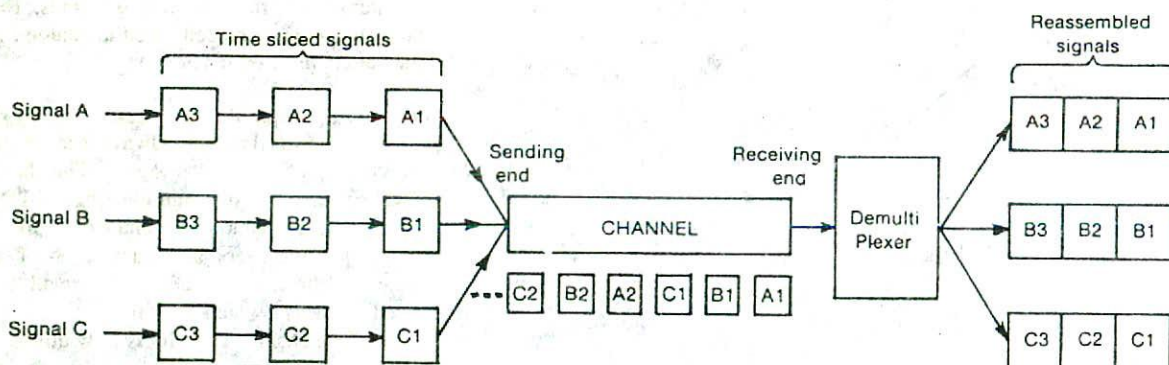 Time sliced signals
Reassembled
signals
Signal A
A3
A2
A1
Sending
end
Receiving
end
A3 A2 A1
Signal B
B3
B2
B1
CHANNEL
Demulti
Plexer
B3 B2 B1
C2 B2 A2 C1 B1 A1
Signal C
C3
C2
C1
C3 C2 C1